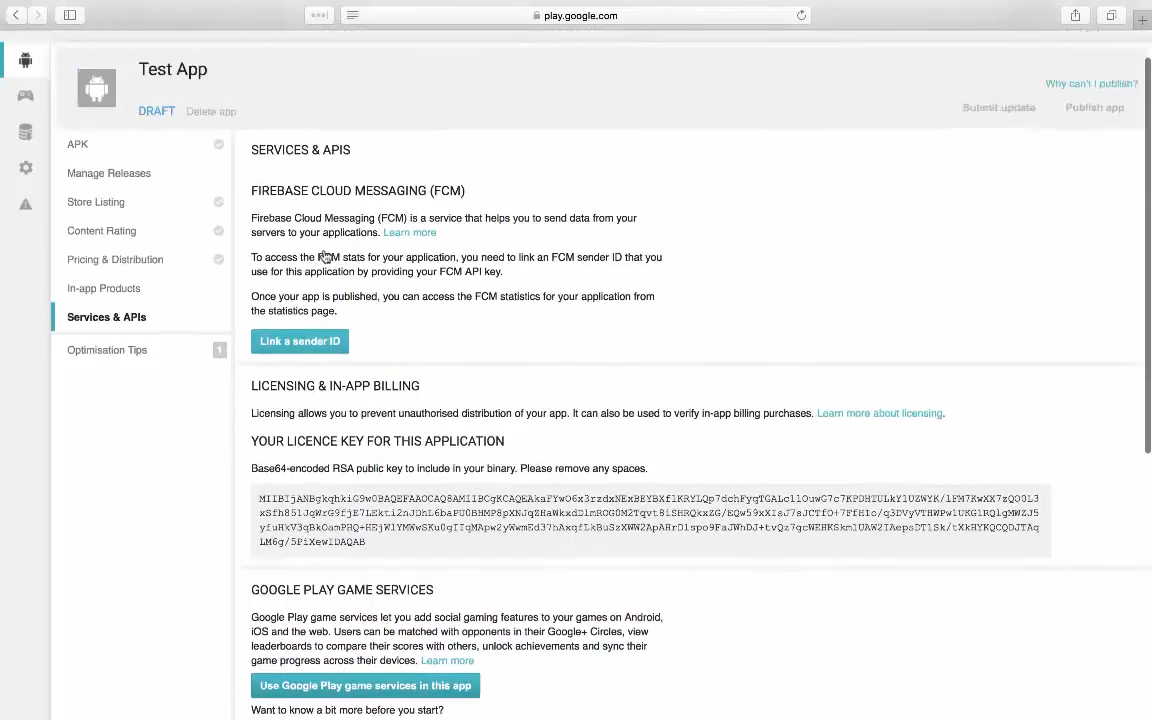 play.google.com
Test App
DRAFT Delete app
Why can't I publish?
Submit update Publish app
APK
Manage Releases
Store Listing
Content Rating
Pricing & Distribution
In-app Products
Services & APIs
Optimisation Tips 1
SERVICES & APIS
FIREBASE CLOUD MESSAGING (FCM)
Firebase Cloud Messaging (FCM) is a service that helps you to send data from your
servers to your applications. Learn more
To access the FCM stats for your application, you need to link an FCM sender ID that you
use for this application by providing your FCM API key.
Once your app is published, you can access the FCM statistics for your application from
the statistics page.
Link a sender ID
LICENSING & IN-APP BILLING
Licensing allows you to prevent unauthorised distribution of your app. It can also be used to verify in-app billing purchases. Learn more about licensing.
YOUR LICENCE KEY FOR THIS APPLICATION
Base64-encoded RSA public key to include in your binary. Please remove any spaces.
GOOGLE PLAY GAME SERVICES
Google Play game services let you add social gaming features to your games on Android,
iOS and the web. Users can be matched with opponents in their Google+ Circles, view
leaderboards to compare their scores with others, unlock achievements and sync their
game progress across their devices. Learn more
Use Google Play game services in this app
Want to know a bit more before you start?